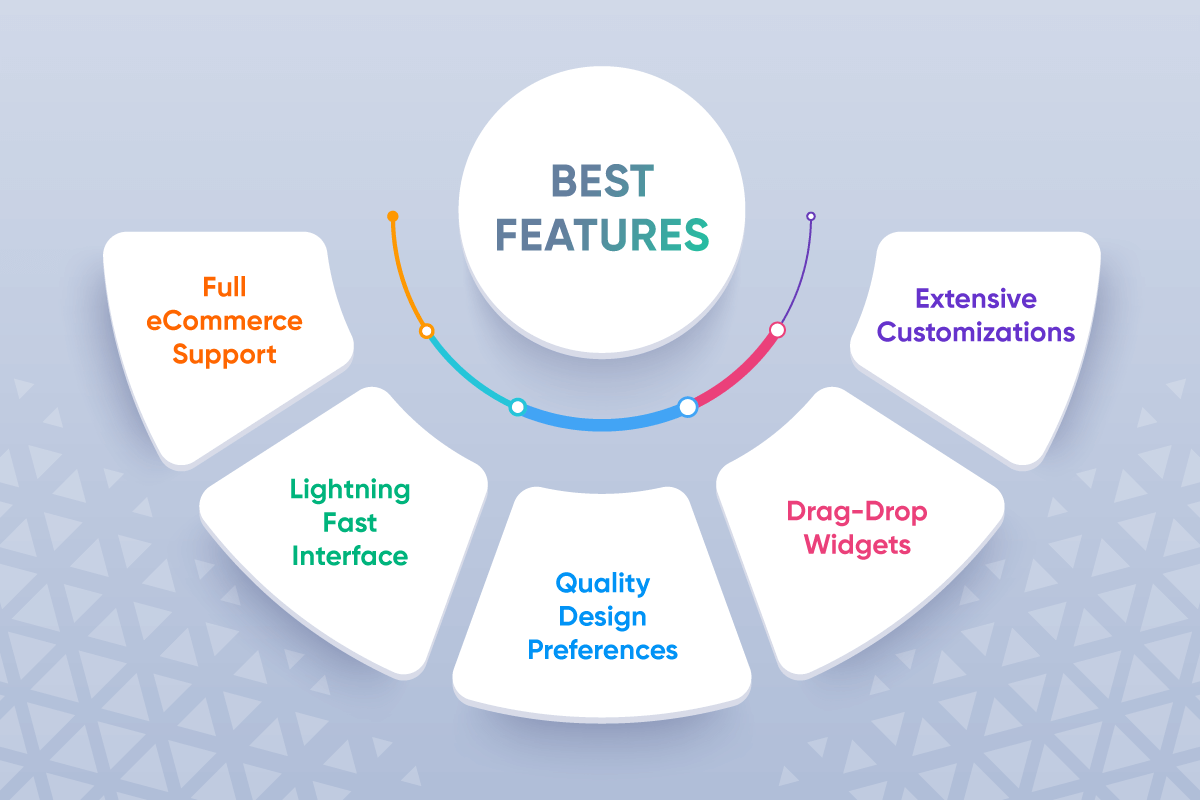 BEST
FEATURES
Full
eCommerce
Support
Lightning
Fast
Interface
Quality
Design
Preferences
Drag-Drop
Widgets
Extensive
Customizations